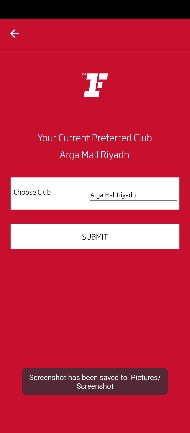 Your Current Preferred Club
Arga Mall Riyadh
Choose Club
Arga Mall Riyadh
SUBMIT
Screenshot has been saved to Pictures/
Screenshot